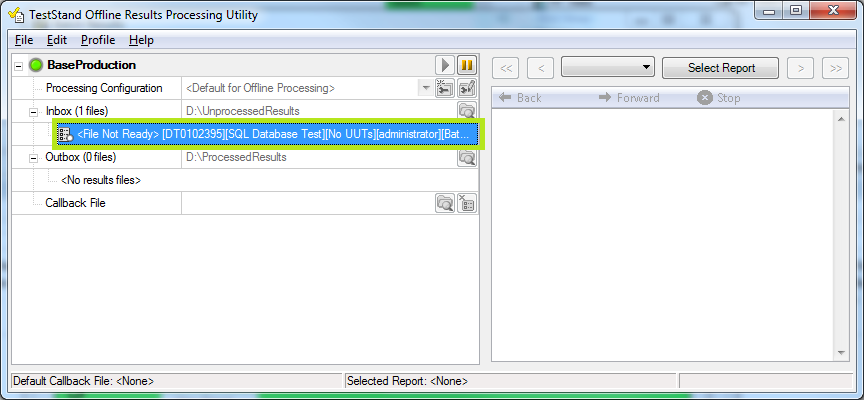 TestStand Offline Results Processing Utility
File Edit Profile Help
BaseProduction
<< < Select Report > >>
Processing Configuration <Default for Offline Processing>
Back Forward Stop
Inbox (1 files) D:\UnprocessedResults
<File Not Ready> [DT0102395][SQL Database Test][No UUTs][administrator][Bat...
Outbox (0 files) D:\ProcessedResults
<No results files>
Callback File
Default Callback File: <None> Selected Report: <None>